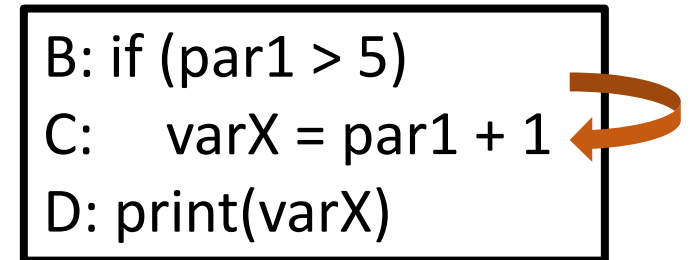 B: if (par1 > 5)
C: varX = par1 + 1
D: print(varX)